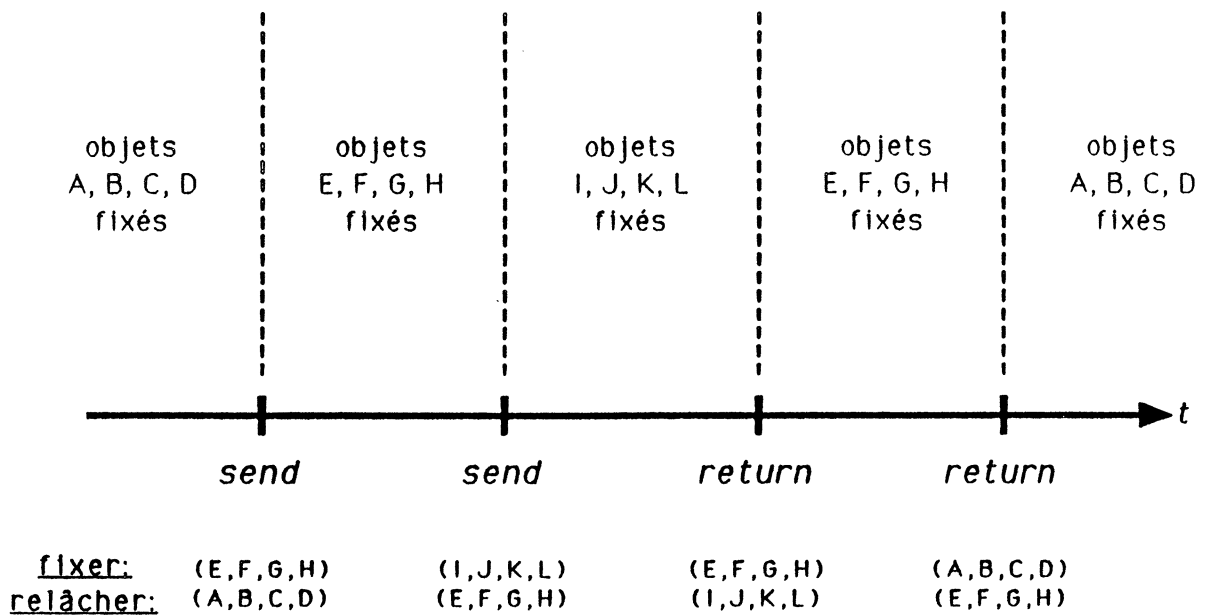 objets
A, B, C, D
fixés
objets
E, F, G, H
fixés
objets
I, J, K, L
fixés
objets
E, F, G, H
fixés
objets
A, B, C, D
fixés
t
send send return return
fixer: (E,F,G,H) (I,J,K,L) (E,F,G,H) (A,B,C,D)
relâcher: (A,B,C,D) (E,F,G,H) (I,J,K,L) (E,F,G,H)